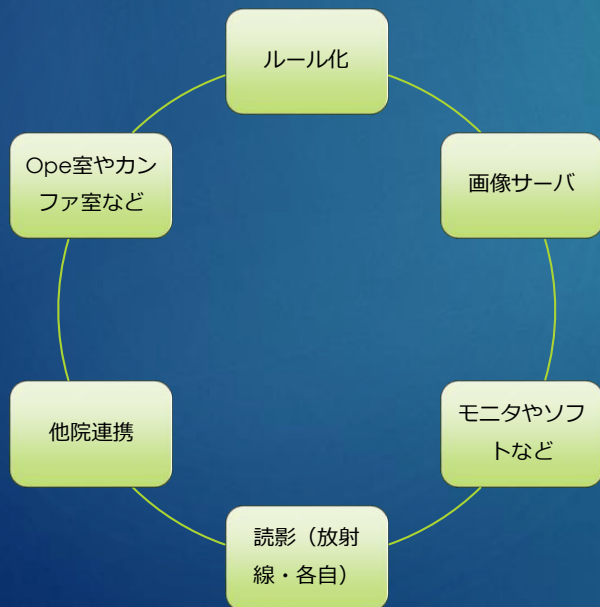 ルール化
画像サーバ
モニタやソフ
トなど
読影（放射
線・各自）
他院連携
Ope室やカン
ファ室など